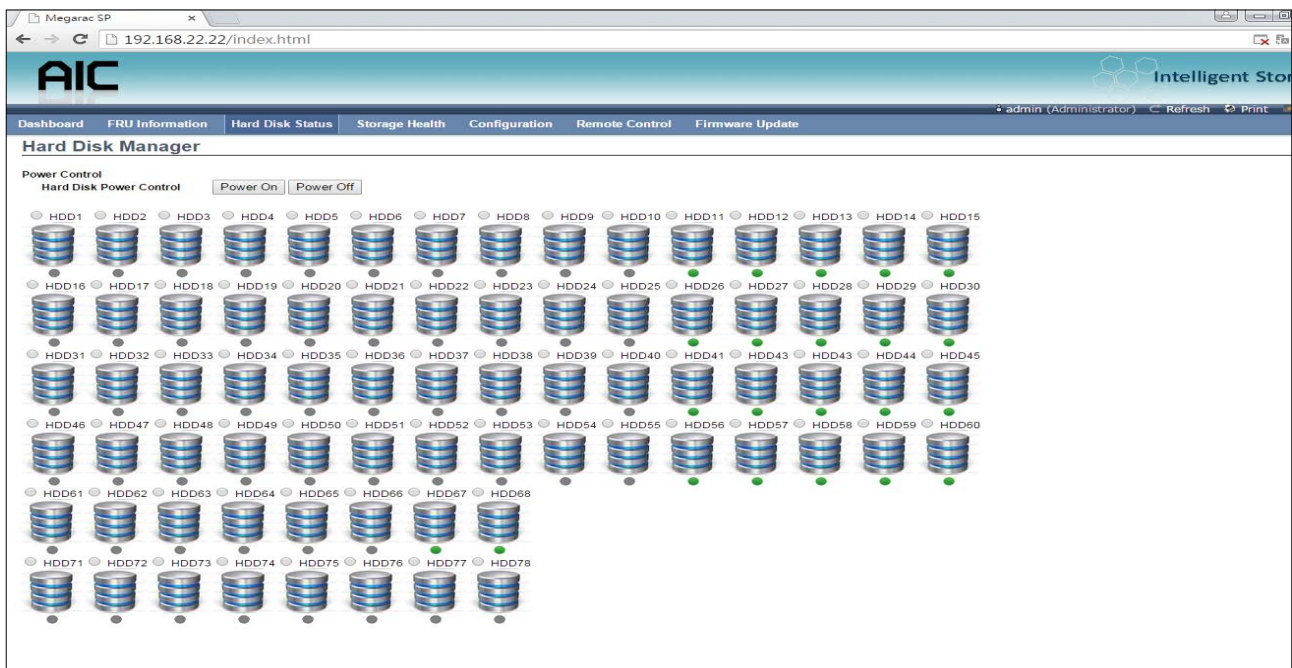 Megarac SP
192.168.22.22/index.html
AIC
Intelligent Stor
admin (Administrator) Refresh Print
Dashboard FRU Information Hard Disk Status Storage Health Configuration Remote Control Firmware Update
Hard Disk Manager
Power Control
Hard Disk Power Control Power On Power Off
HDD1 HDD2 HDD3 HDD4 HDD5 HDD6 HDD7 HDD8 HDD9 HDD10 HDD11 HDD12 HDD13 HDD14 HDD15
HDD16 HDD17 HDD18 HDD19 HDD20 HDD21 HDD22 HDD23 HDD24 HDD25 HDD26 HDD27 HDD28 HDD29 HDD30
HDD31 HDD32 HDD33 HDD34 HDD35 HDD36 HDD37 HDD38 HDD39 HDD40 HDD41 HDD43 HDD43 HDD44 HDD45
HDD46 HDD47 HDD48 HDD49 HDD50 HDD51 HDD52 HDD53 HDD54 HDD55 HDD56 HDD57 HDD58 HDD59 HDD60
HDD61 HDD62 HDD63 HDD64 HDD65 HDD66 HDD67 HDD68
HDD71 HDD72 HDD73 HDD74 HDD75 HDD76 HDD77 HDD78